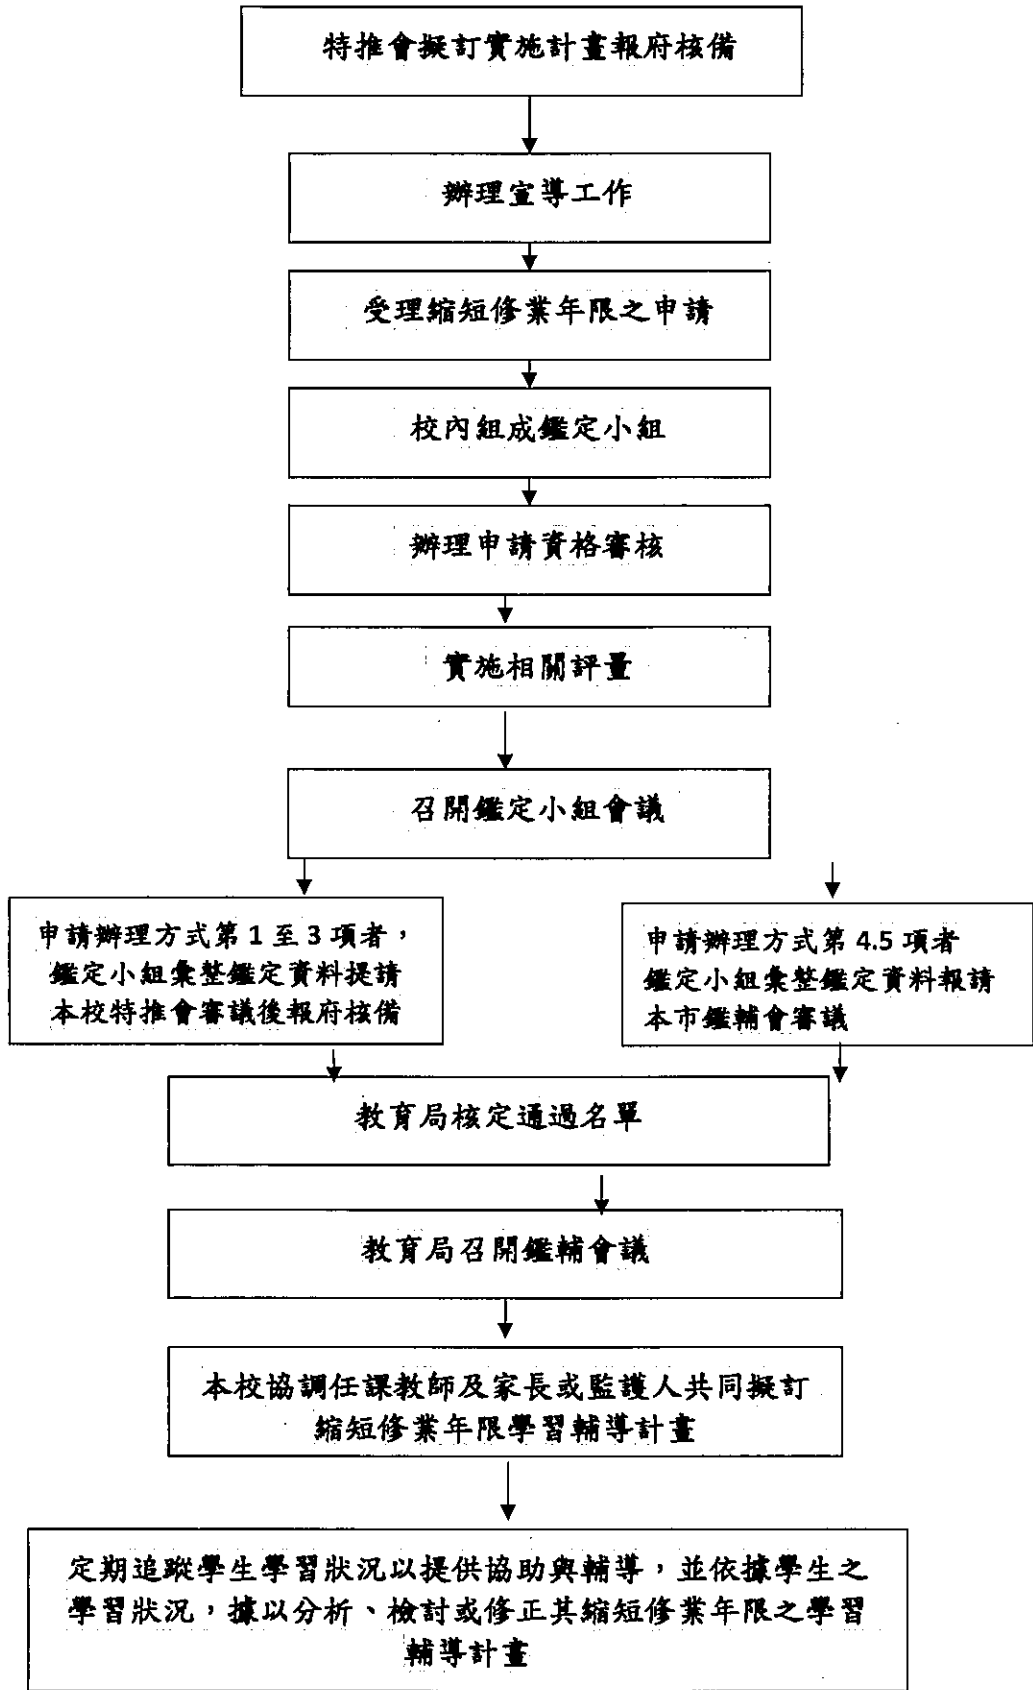 特推會擬訂實施計畫報府核備
辦理宣導工作
受理縮短修業年限之申請
校內組成鑑定小組
辦理申請資格審核
實施相關評量
召開鑑定小組會議
申請辦理方式第 1 至 3 項者，
鑑定小組彙整鑑定資料提請
本校特推會審議後報府核備
申請辦理方式第 4.5 項者
鑑定小組彙整鑑定資料報請
本市鑑輔會審議
教育局核定通過名單
教育局召開鑑輔會議
本校協調任課教師及家長或監護人共同擬訂
縮短修業年限學習輔導計畫
定期追蹤學生學習狀況以提供協助與輔導，並依據學生之
學習狀況，據以分析、檢討或修正其縮短修業年限之學習
輔導計畫